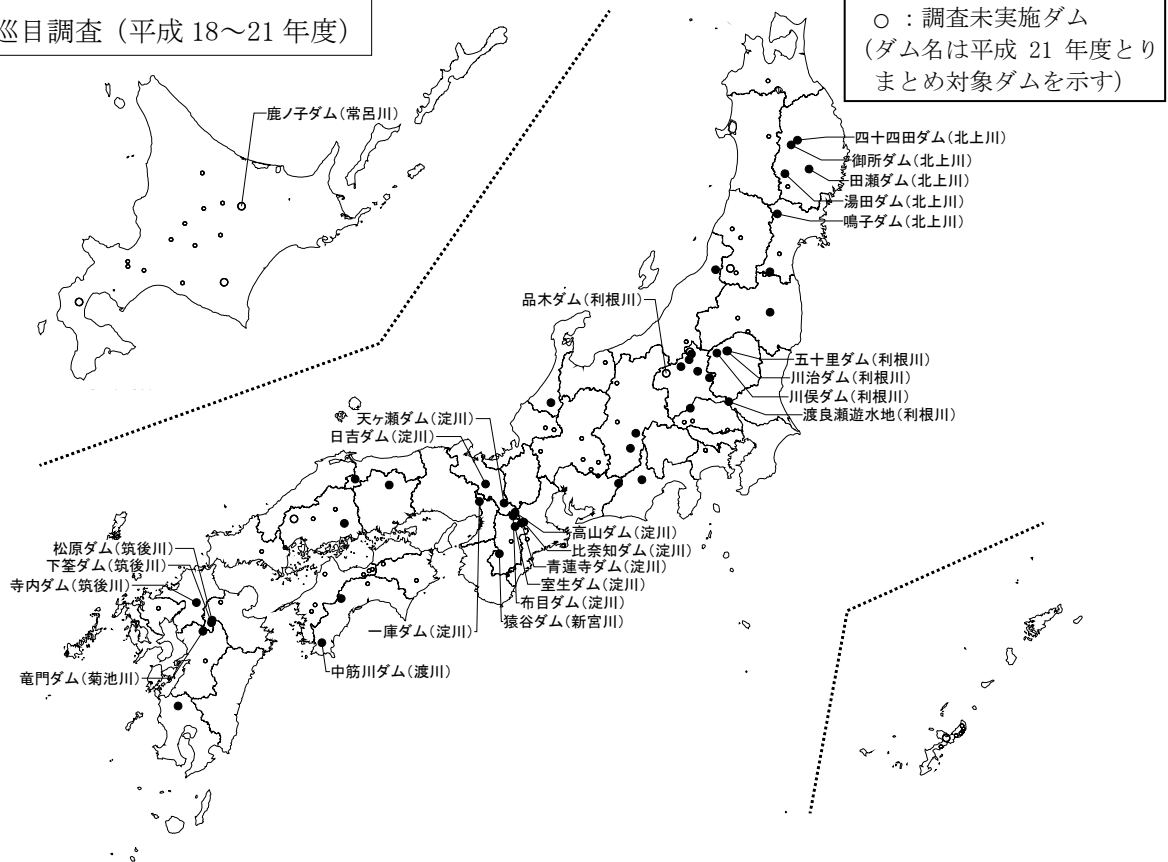 巡目調査（平成 18～21 年度）
○ ：調査未実施ダム
（ダム名は平成 21 年度とり
まとめ対象ダムを示す）
鹿ノ子ダム（常呂川）
四十四田ダム（北上川）
御所ダム（北上川）
田瀬ダム（北上川）
湯田ダム（北上川）
鳴子ダム（北上川）
品木ダム（利根川）
五十里ダム（利根川）
川治ダム（利根川）
川俣ダム（利根川）
渡良瀬遊水地（利根川）
天ヶ瀬ダム（淀川）
日吉ダム（淀川）
高山ダム（淀川）
比奈知ダム（淀川）
青蓮寺ダム（淀川）
室生ダム（淀川）
布目ダム（淀川）
猿谷ダム（新宮川）
一庫ダム（淀川）
中筋川ダム（渡川）
松原ダム（筑後川）
下筌ダム（筑後川）
寺内ダム（筑後川）
竜門ダム（菊池川）